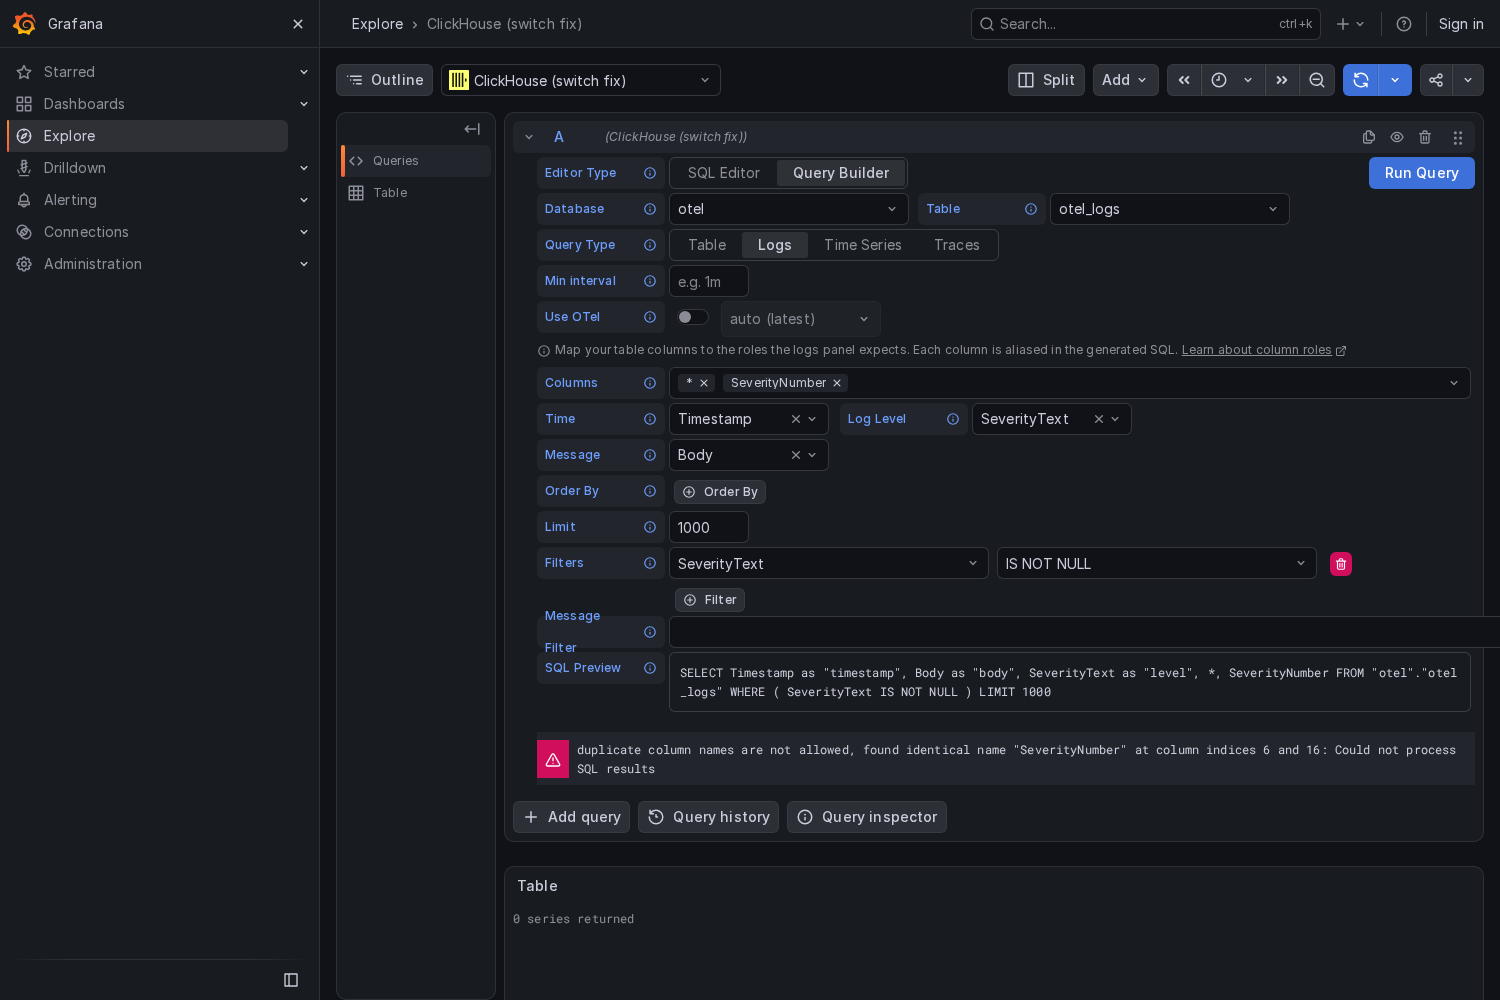 Grafana
Explore › ClickHouse (switch fix)
Search...
ctrl+k
Sign in
Starred
Dashboards
Explore
Drilldown
Alerting
Connections
Administration
Outline
ClickHouse (switch fix)
Split
Add
Queries
Table
A
(ClickHouse (switch fix))
Editor Type
SQL Editor
Query Builder
Run Query
Database
otel
Table
otel_logs
Query Type
Table
Logs
Time Series
Traces
Min interval
e.g. 1m
Use OTel
auto (latest)
Map your table columns to the roles the logs panel expects. Each column is aliased in the generated SQL. Learn about column roles
Columns
*
SeverityNumber
Time
Timestamp
Log Level
SeverityText
Message
Body
Order By
Order By
Limit
1000
Filters
SeverityText
IS NOT NULL
Filter
Message
Filter
SQL Preview
SELECT Timestamp as "timestamp", Body as "body", SeverityText as "level", *, SeverityNumber FROM "otel"."otel
_logs" WHERE ( SeverityText IS NOT NULL ) LIMIT 1000
duplicate column names are not allowed, found identical name "SeverityNumber" at column indices 6 and 16: Could not process
SQL results
Add query
Query history
Query inspector
Table
0 series returned